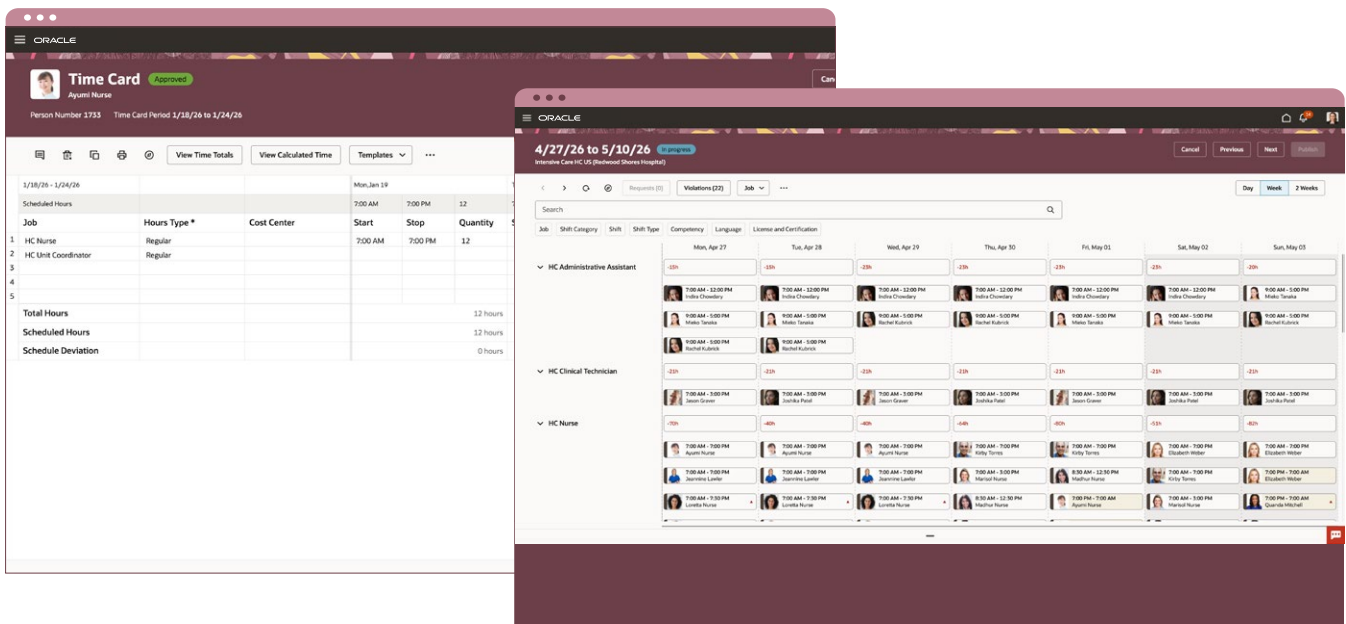 ORACLE
Time Card Approved
Ayumi Nurse
Person Number 1733 Time Card Period 1/18/26 to 1/24/26
View Time Totals View Calculated Time Templates
1/18/26 - 1/24/26 Mon, Jan 19
Scheduled Hours 7:00 AM 7:00 PM 12
Job Hours Type * Cost Center Start Stop Quantity
1 HC Nurse Regular 7:00 AM 7:00 PM 12
2 HC Unit Coordinator Regular
3
4
5
Total Hours 12 hours
Scheduled Hours 12 hours
Schedule Deviation 0 hours
ORACLE
4/27/26 to 5/10/26 In progress
Intensive Care HC US (Redwood Shores Hospital)
Cancel Previous Next Publish
Requests (0) Violations (22) Job
Day Week 2 Weeks
Search
Job Shift Category Shift Shift Type Competency Language License and Certification
Mon, Apr 27 Tue, Apr 28 Wed, Apr 29 Thu, Apr 30 Fri, May 01 Sat, May 02 Sun, May 03
HC Administrative Assistant -15h -15h -23h -23h -23h -23h -20h
7:00 AM - 12:00 PM 7:00 AM - 12:00 PM 7:00 AM - 12:00 PM 7:00 AM - 12:00 PM 7:00 AM - 12:00 PM 7:00 AM - 12:00 PM 9:00 AM - 5:00 PM
Indira Chowdary Indira Chowdary Indira Chowdary Indira Chowdary Indira Chowdary Indira Chowdary Mieko Tanaka
9:00 AM - 5:00 PM 9:00 AM - 5:00 PM 9:00 AM - 5:00 PM 9:00 AM - 5:00 PM 9:00 AM - 5:00 PM 9:00 AM - 5:00 PM 9:00 AM - 5:00 PM
Mieko Tanaka Mieko Tanaka Rachel Kubrick Rachel Kubrick Mieko Tanaka Mieko Tanaka Rachel Kubrick
9:00 AM - 5:00 PM 9:00 AM - 5:00 PM
Rachel Kubrick Rachel Kubrick
HC Clinical Technician -21h -21h -21h -21h -21h -21h -21h
7:00 AM - 3:00 PM 7:00 AM - 3:00 PM 7:00 AM - 3:00 PM 7:00 AM - 3:00 PM 7:00 AM - 3:00 PM 7:00 AM - 3:00 PM 7:00 AM - 3:00 PM
Jason Graver Joshika Patel Jason Graver Joshika Patel Jason Graver Joshika Patel Joshika Patel
HC Nurse -70h -40h -40h
7:00 AM - 7:00 PM 7:00 AM - 7:00 PM 7:00 AM - 7:00 PM 7:00 AM - 7:00 PM 7:00 AM - 7:00 PM 7:00 AM - 7:00 PM 7:00 AM - 7:00 PM
Ayumi Nurse Ayumi Nurse Ayumi Nurse Kirby Torres Kirby Torres Elizabeth Weber Elizabeth Weber
7:00 AM - 7:00 PM 7:00 AM - 7:00 PM 7:00 AM - 7:00 PM 7:00 AM - 3:00 PM 8:30 AM - 12:30 PM 7:00 AM - 7:00 PM 7:00 PM - 7:00 AM
Jeannine Lawler Jeannine Lawler Jeannine Lawler Marisol Nurse Madhur Nurse Kirby Torres Elizabeth Weber
7:00 AM - 7:30 PM 7:00 AM - 7:30 PM 7:00 AM - 7:30 PM 8:30 AM - 12:30 PM 7:00 PM - 7:00 AM 7:00 AM - 3:00 PM 7:00 PM - 7:00 AM
Loretta Nurse Loretta Nurse Loretta Nurse Madhur Nurse Ayumi Nurse Marisol Nurse Quanda Mitchell